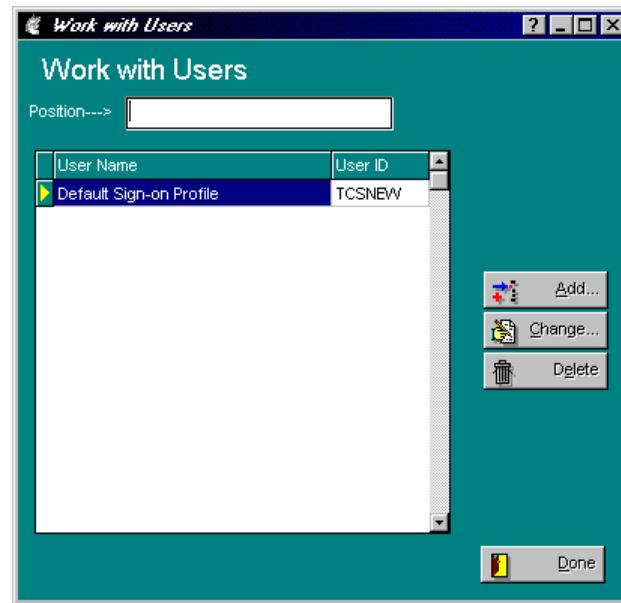 Work with Users
Work with Users
Position--->
User Name User ID
Default Sign-on Profile TCSNEW
Add...
Change...
Delete
Done